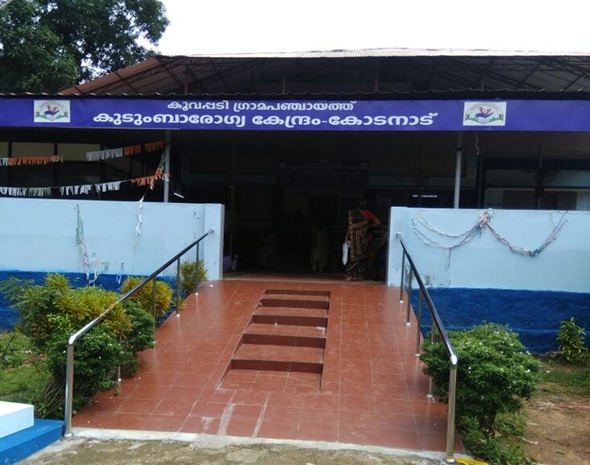 കൂവപ്പടി ഗ്രാമപഞ്ചായത്ത്
കുടുംബാരോഗ്യ കേന്ദ്രം-കോടനാട്